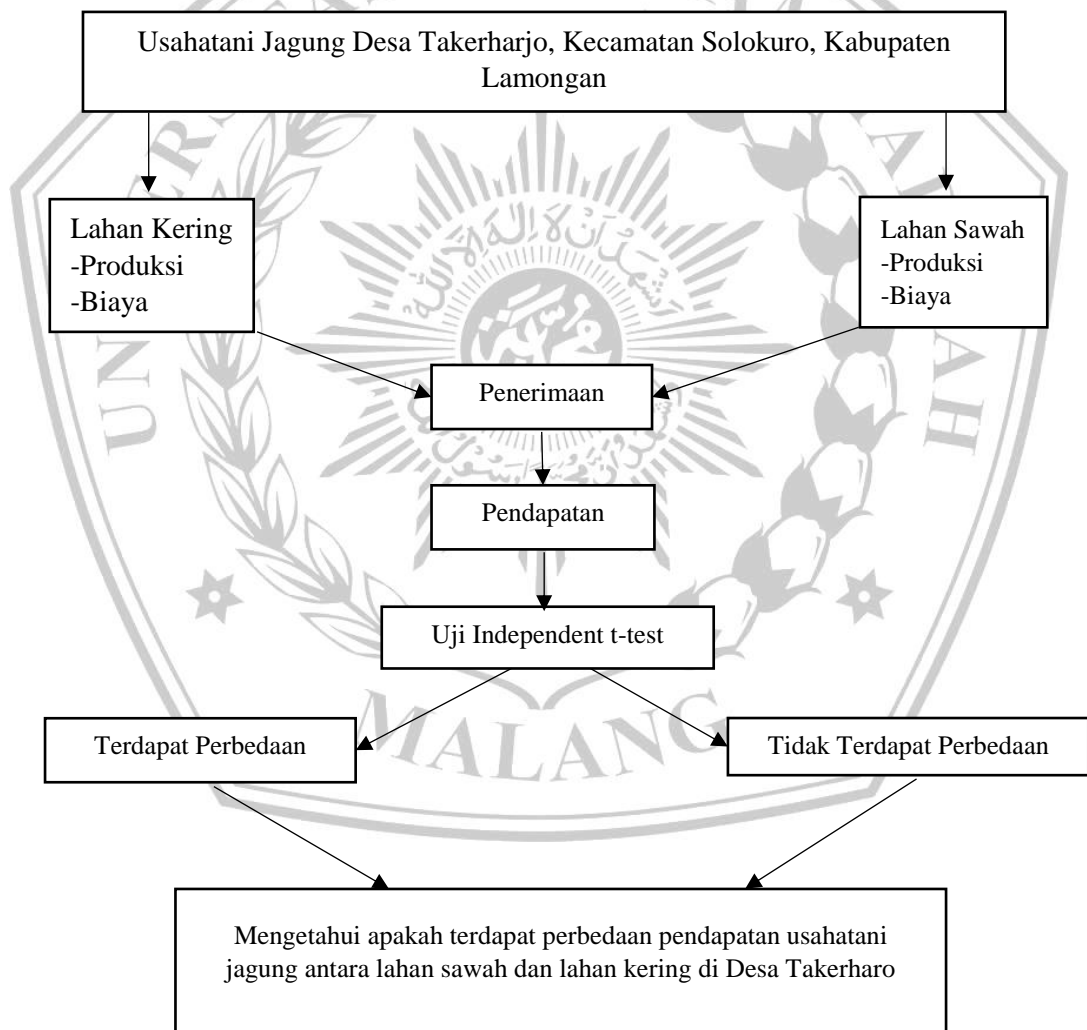 Usahatani Jagung Desa Takerharjo, Kecamatan Solokuro, Kabupaten
Lamongan
Lahan Kering
-Produksi
-Biaya
Lahan Sawah
-Produksi
-Biaya
Penerimaan
Pendapatan
Uji Independent t-test
Terdapat Perbedaan
Tidak Terdapat Perbedaan
MALANG
Mengetahui apakah terdapat perbedaan pendapatan usahatani
jagung antara lahan sawah dan lahan kering di Desa Takerharo